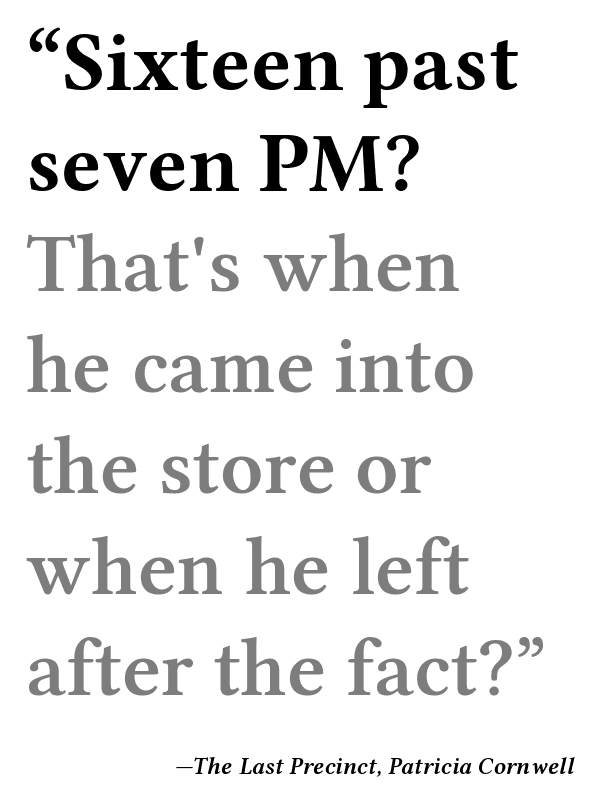 “Sixteen past
seven PM?
That's when
he came into
the store or
when he left
after the fact?”
—The Last Precinct, Patricia Cornwell